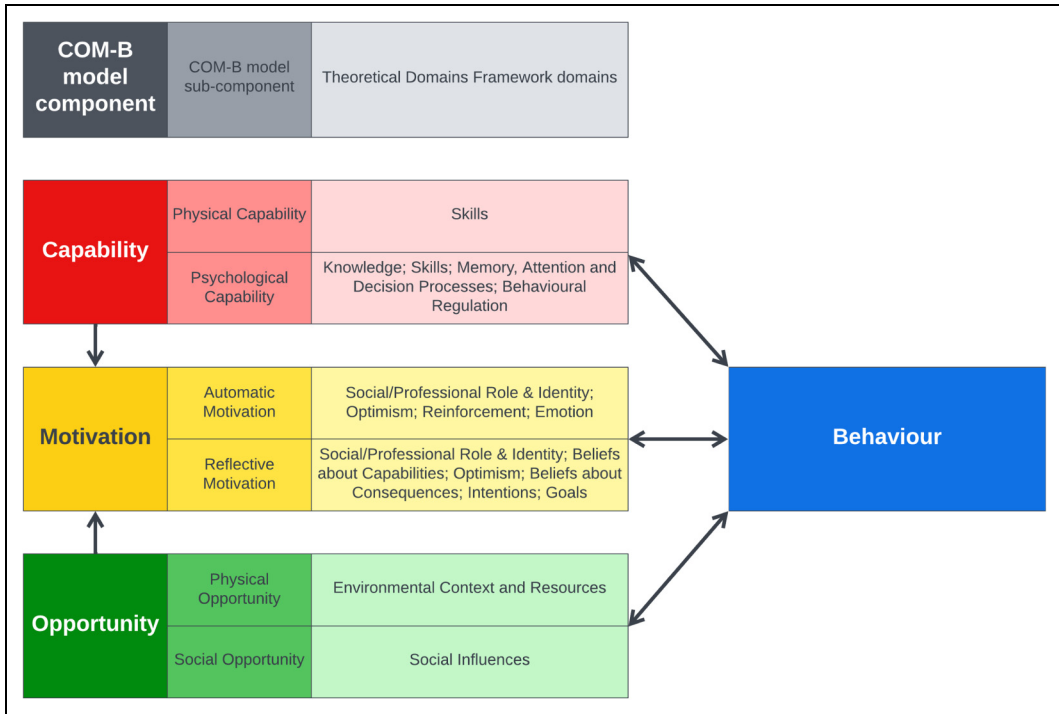 COM-B
model
component
COM-B model
sub-component
Theoretical Domains Framework domains
Capability
Physical Capability
Skills
Psychological
Capability
Knowledge; Skills; Memory, Attention and
Decision Processes; Behavioural
Regulation
Motivation
Automatic
Motivation
Social/Professional Role & Identity;
Optimism; Reinforcement; Emotion
Reflective
Motivation
Social/Professional Role & Identity; Beliefs
about Capabilities; Optimism; Beliefs about
Consequences; Intentions; Goals
Behaviour
Opportunity
Physical
Opportunity
Environmental Context and Resources
Social Opportunity
Social Influences